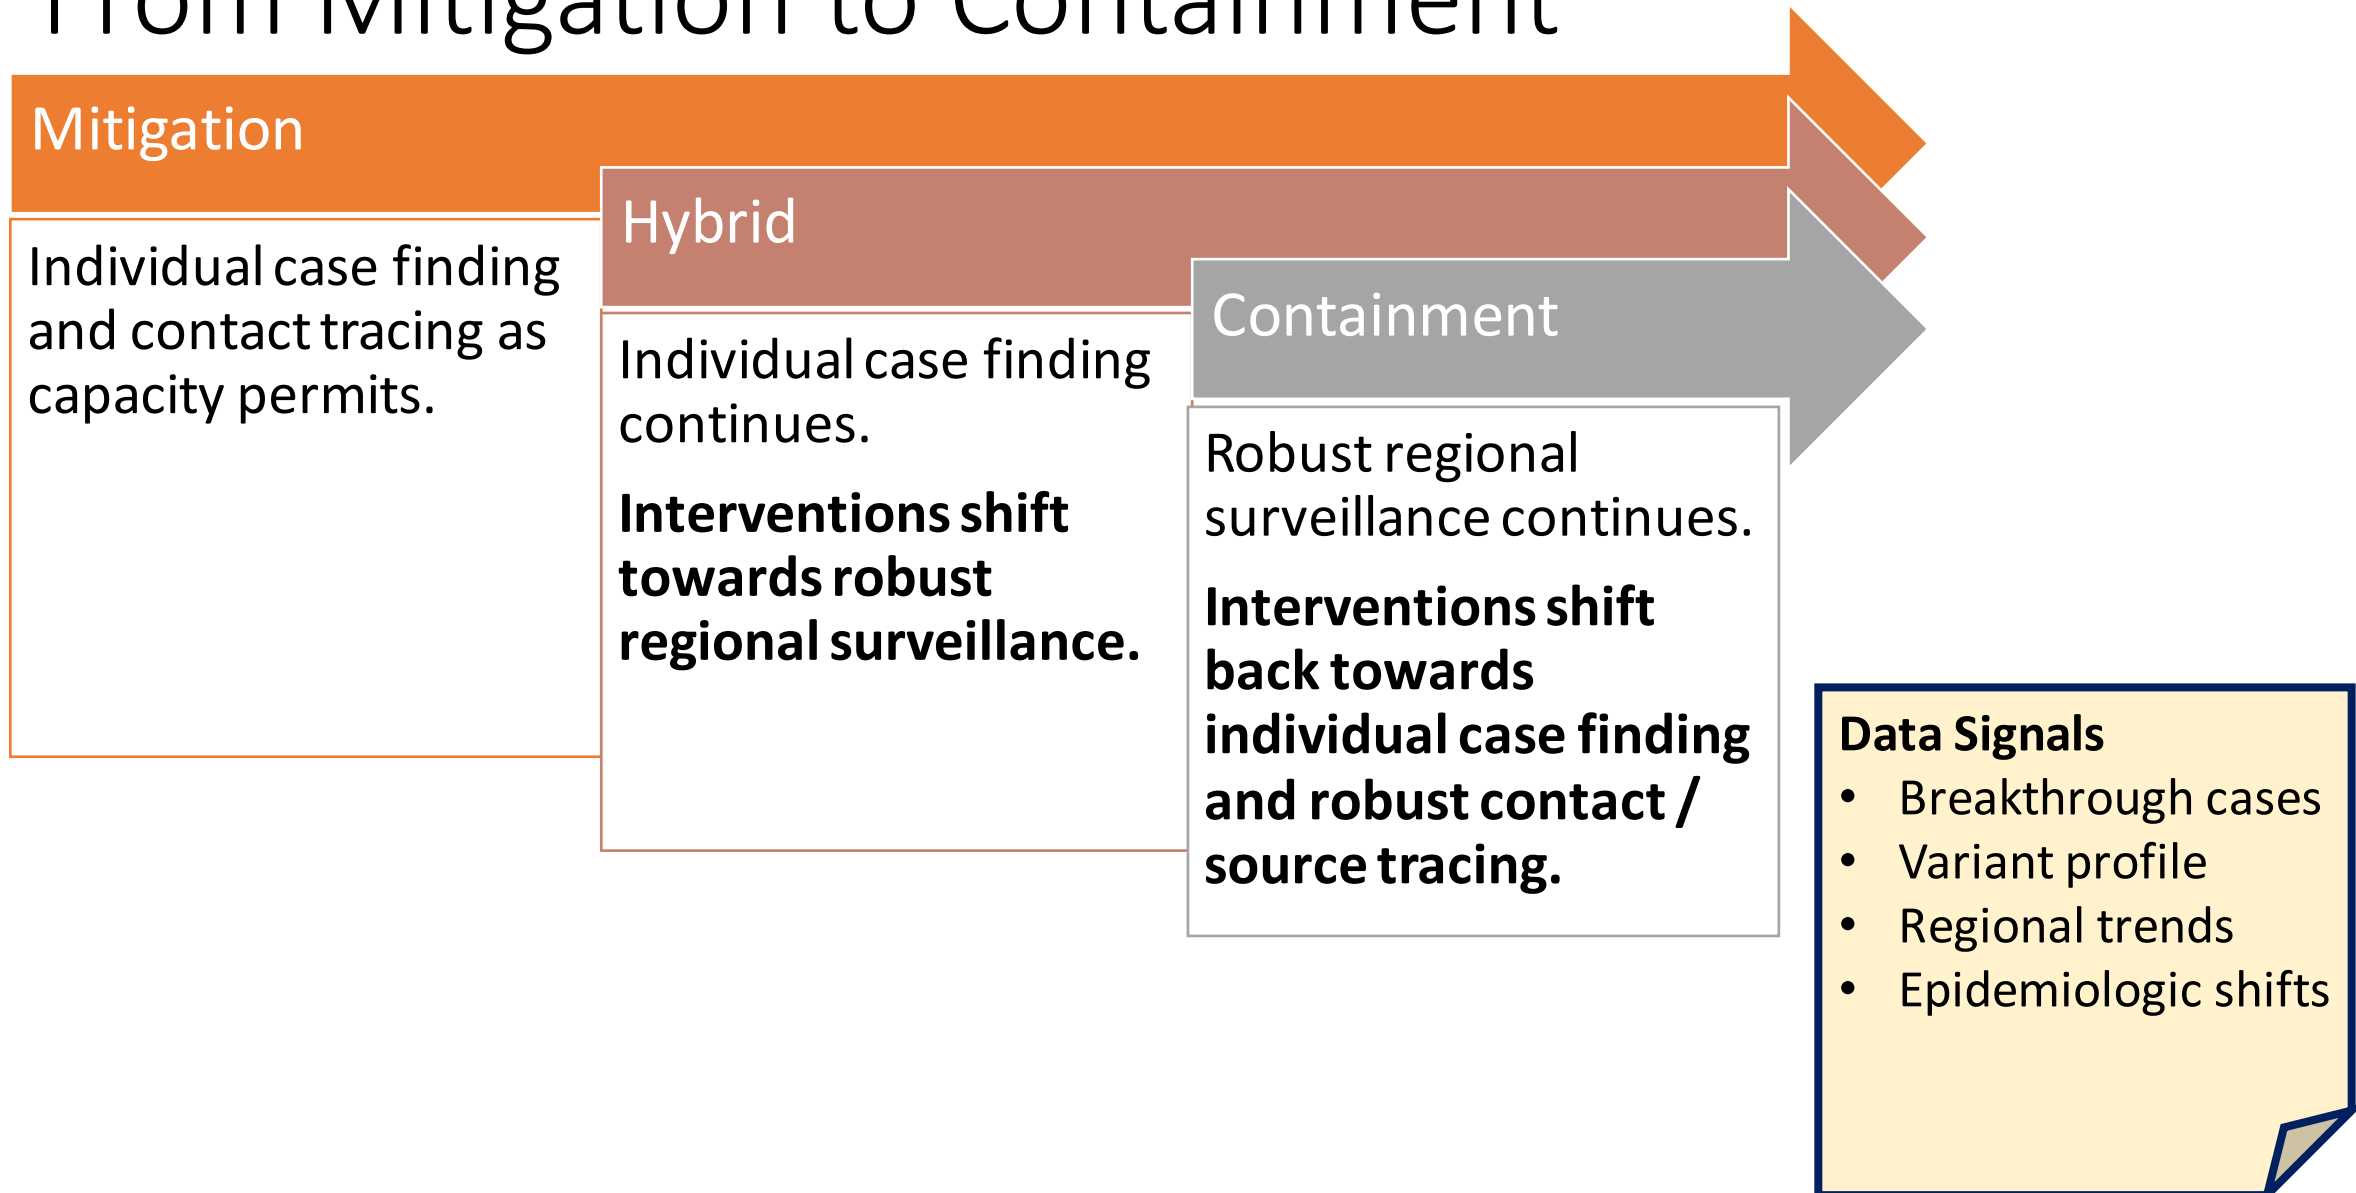 From Mitigation to Containment
Mitigation
Individual case finding
and contact tracing as
capacity permits.
Hybrid
Individual case finding
continues.
Interventions shift
towards robust
regional surveillance.
Containment
Robust regional
surveillance continues.
Interventions shift
back towards
individual case finding
and robust contact /
source tracing.
Data Signals
• Breakthrough cases
• Variant profile
• Regional trends
• Epidemiologic shifts